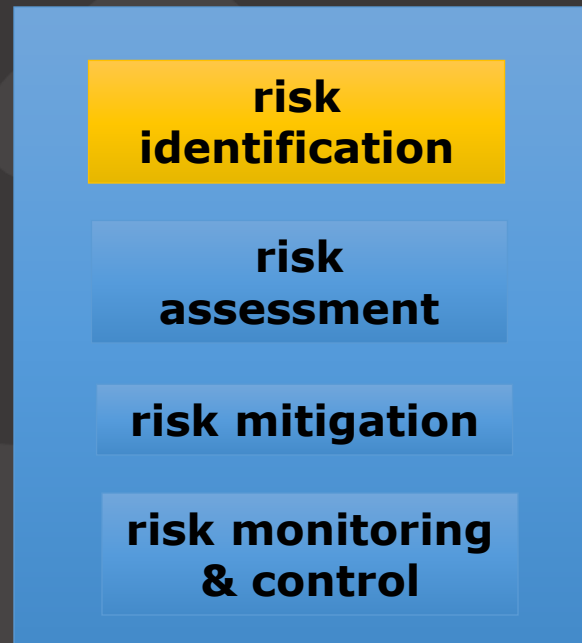 risk
identification
risk
assessment
risk mitigation
risk monitoring
& control